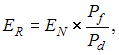 E_R = E_N × P_f / P_d,